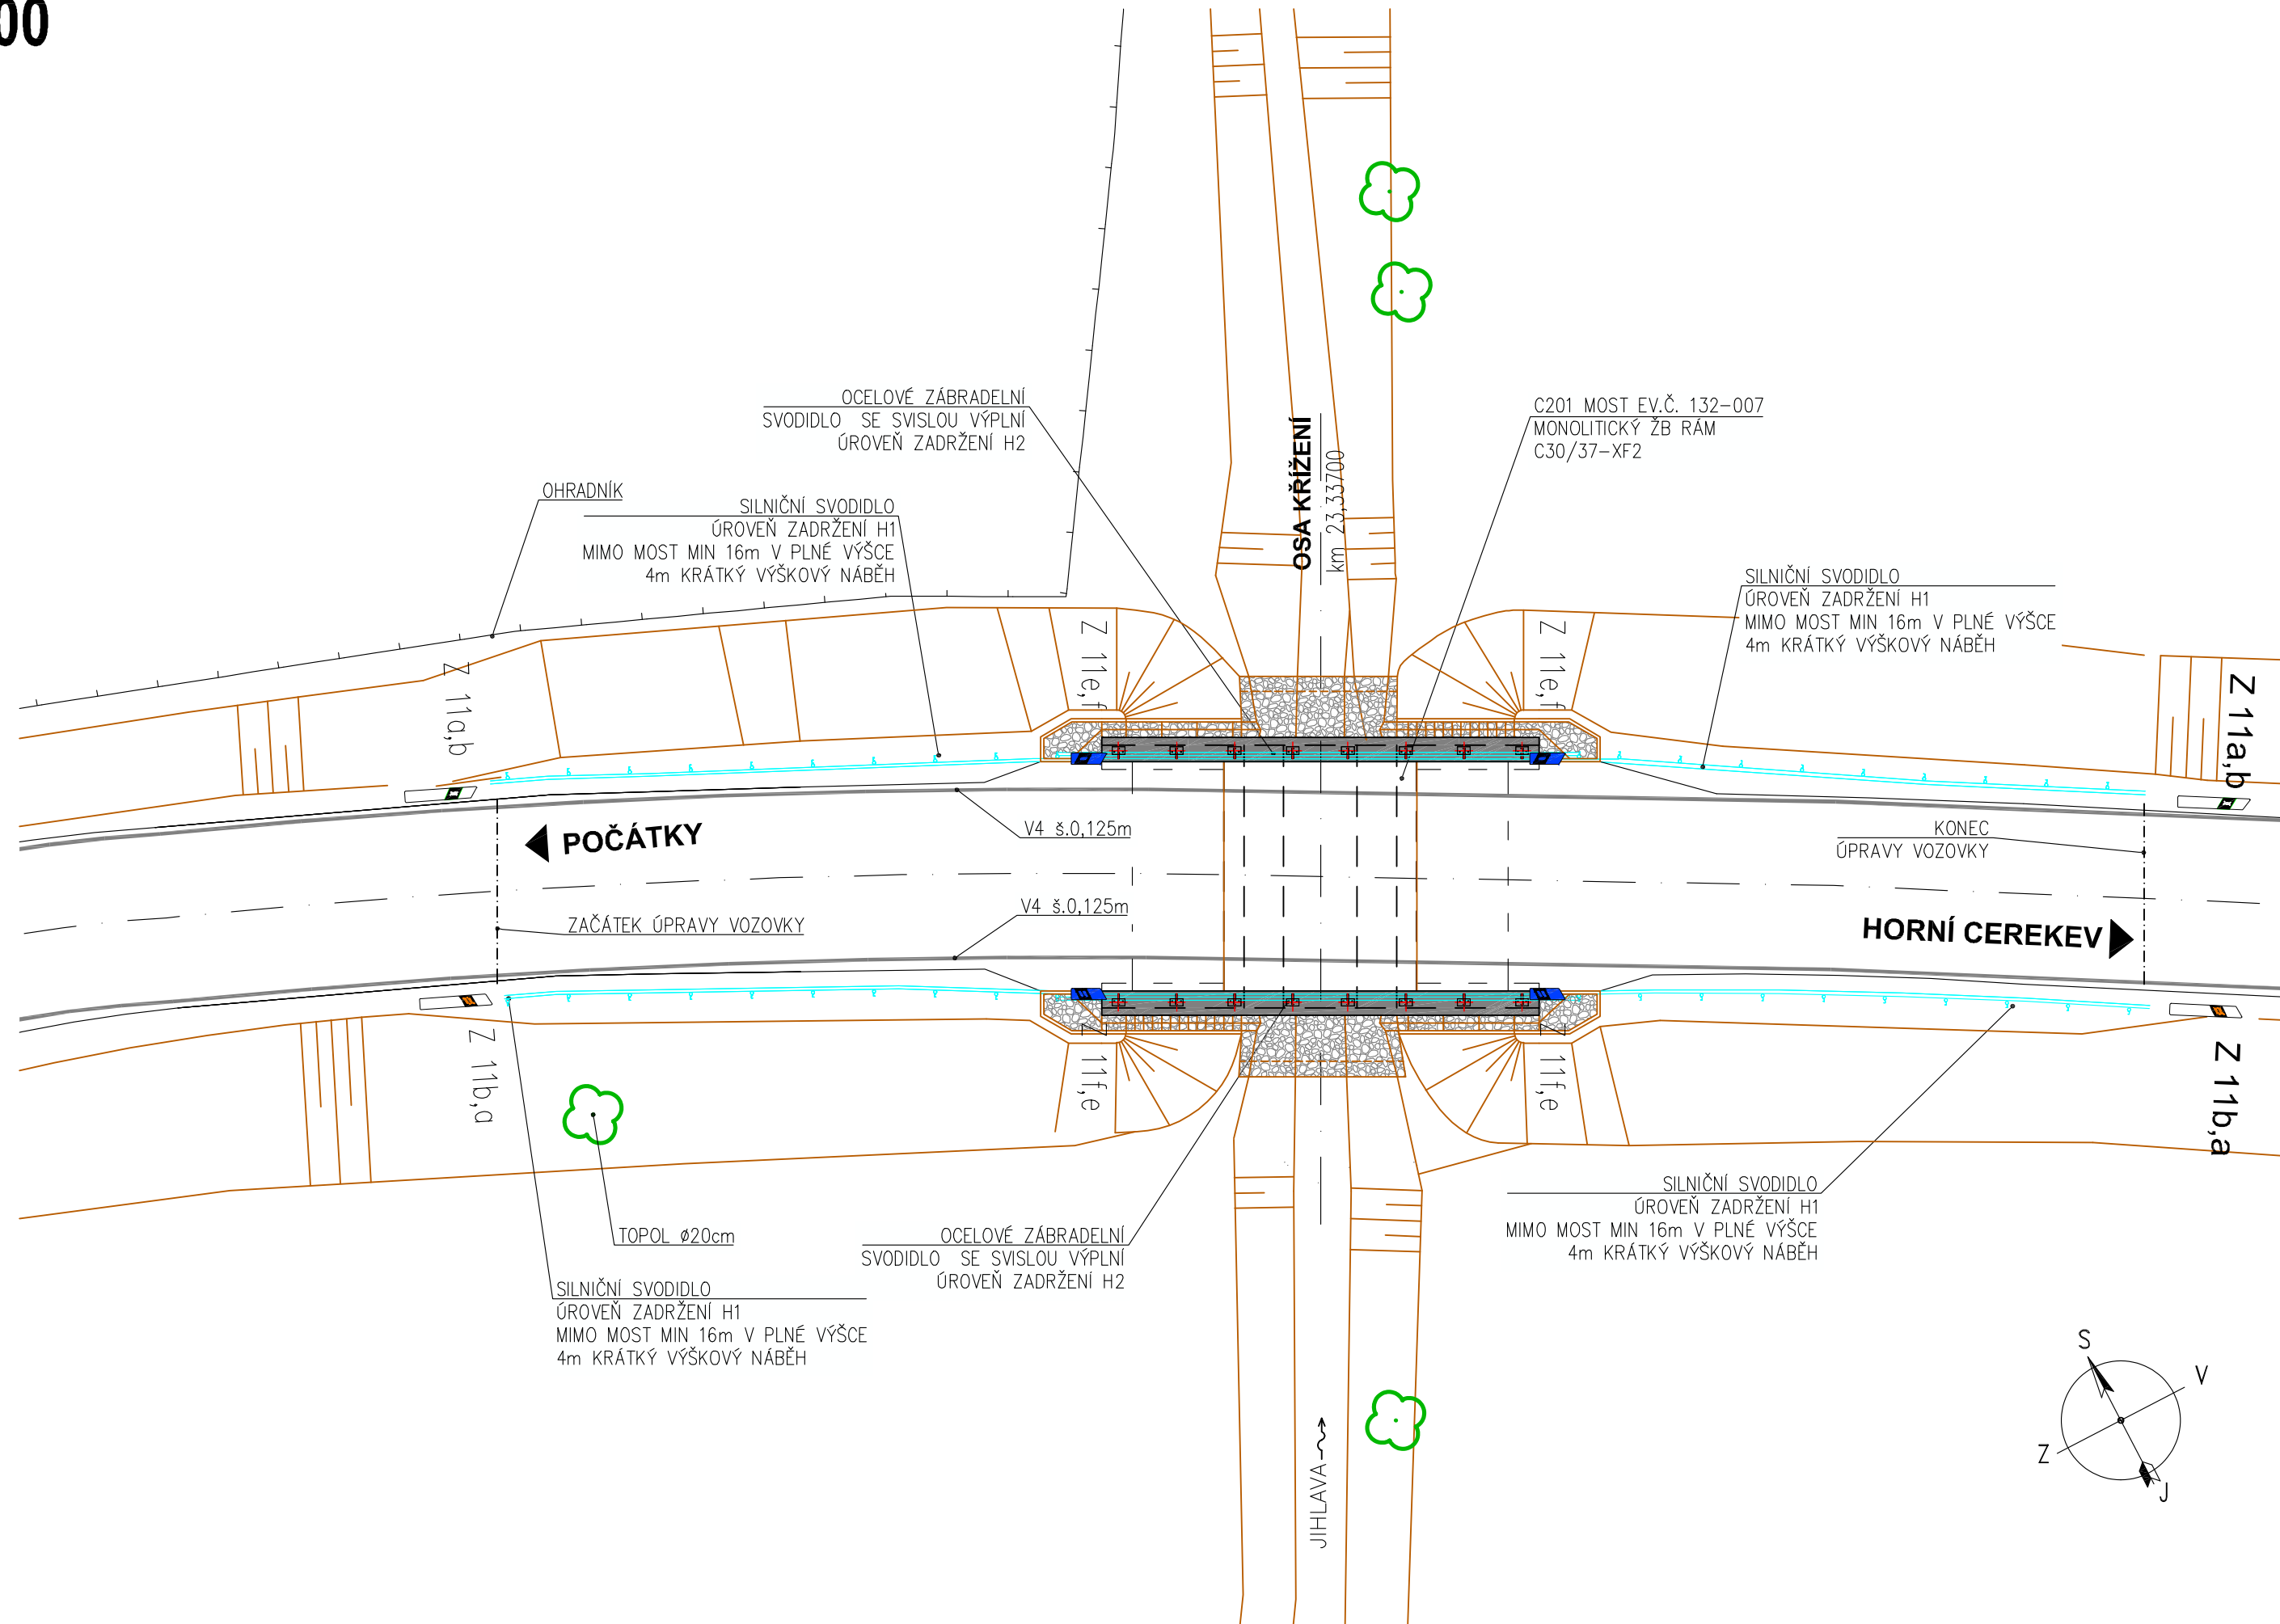 00
OCELOVÉ ZÁBRADELNÍ
SVODIDLO SE SVISLOU VÝPLNÍ
ÚROVEŇ ZADRŽENÍ H2
C201 MOST EV.Č. 132-007
MONOLITICKÝ ŽB RÁM
C30/37-XF2
OSA KŘÍŽENÍ
km 23,33700
OHRADNÍK
SILNIČNÍ SVODIDLO
ÚROVEŇ ZADRŽENÍ H1
MIMO MOST MIN 16m V PLNÉ VÝŠCE
4m KRÁTKÝ VÝŠKOVÝ NÁBĚH
SILNIČNÍ SVODIDLO
ÚROVEŇ ZADRŽENÍ H1
MIMO MOST MIN 16m V PLNÉ VÝŠCE
4m KRÁTKÝ VÝŠKOVÝ NÁBĚH
Z 11a,b
Z 11e,f
Z 11e,f
Z 11a,b
POČÁTKY
V4 š.0,125m
KONEC
ÚPRAVY VOZOVKY
ZAČÁTEK ÚPRAVY VOZOVKY
V4 š.0,125m
HORNÍ CEREKEV
Z 11b,a
Z 11f,e
Z 11f,e
Z 11b,a
TOPOL ø20cm
OCELOVÉ ZÁBRADELNÍ
SVODIDLO SE SVISLOU VÝPLNÍ
ÚROVEŇ ZADRŽENÍ H2
SILNIČNÍ SVODIDLO
ÚROVEŇ ZADRŽENÍ H1
MIMO MOST MIN 16m V PLNÉ VÝŠCE
4m KRÁTKÝ VÝŠKOVÝ NÁBĚH
SILNIČNÍ SVODIDLO
ÚROVEŇ ZADRŽENÍ H1
MIMO MOST MIN 16m V PLNÉ VÝŠCE
4m KRÁTKÝ VÝŠKOVÝ NÁBĚH
JIHLAVA
S
V
Z
J